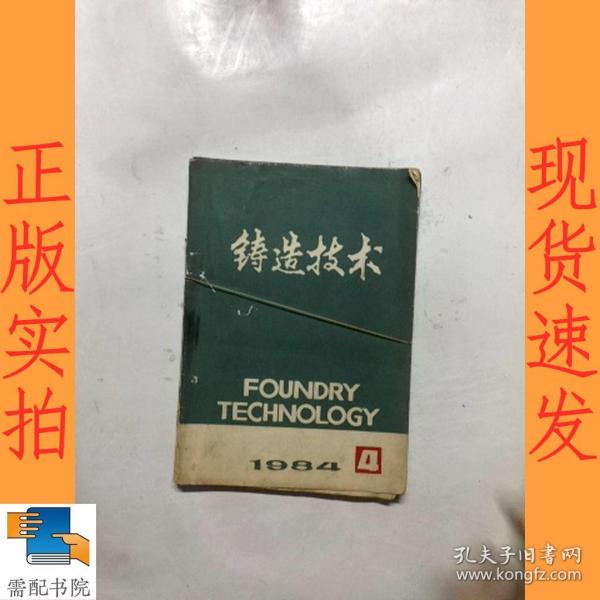 正版实拍
现货速发
铸造技术
FOUNDRY
TECHNOLOGY
1984 4
需配书院
孔夫子旧书网
www.kongfz.com